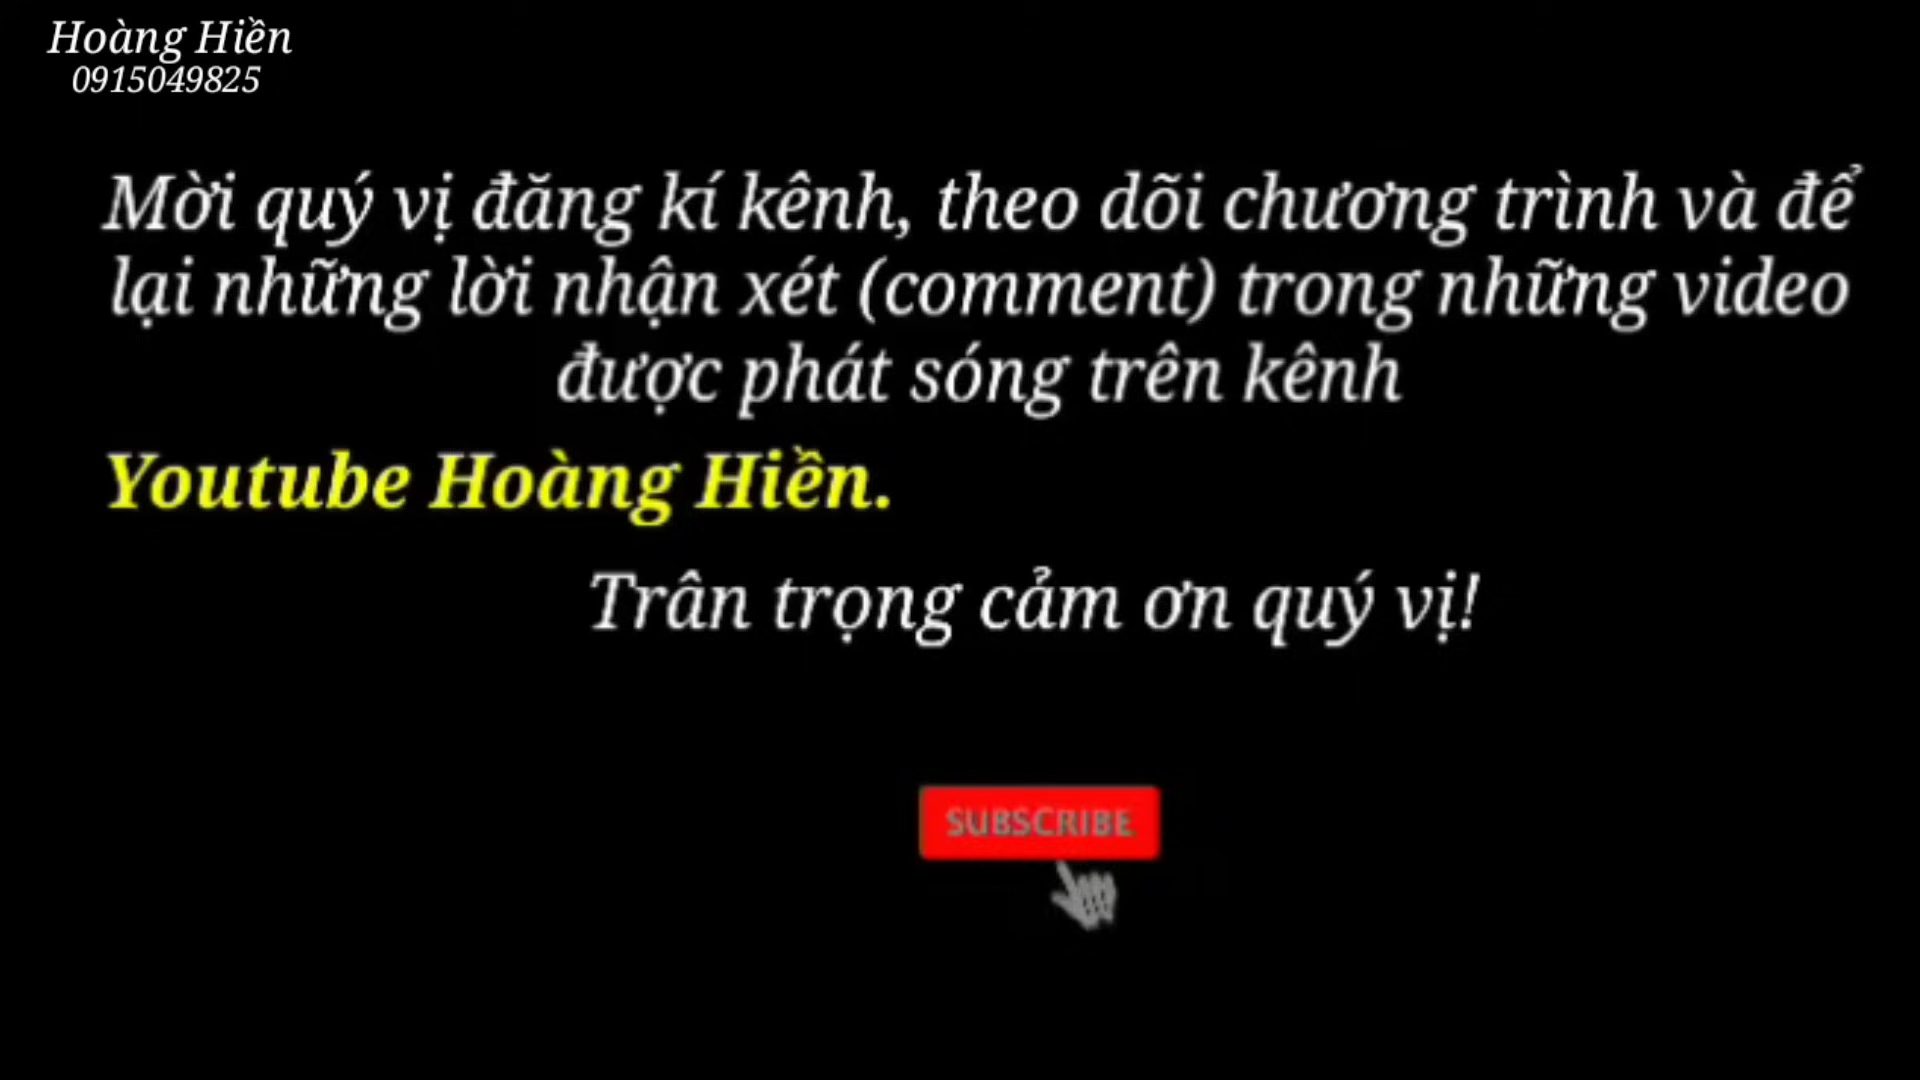 Hoàng Hiền
0915049825
Mời quý vị đăng kí kênh, theo dõi chương trình và để
lại những lời nhận xét (comment) trong những video
được phát sóng trên kênh
Youtube Hoàng Hiền.
Trân trọng cảm ơn quý vị!
SUBSCRIBE